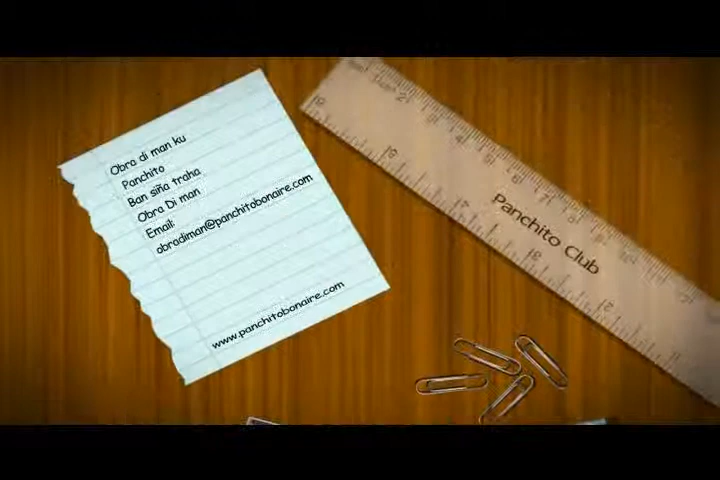 Obra di man ku
Panchito
Ban siña traha
Obra Di man
Email:
obradiman@panchitobonaire.com
www.panchitobonaire.com
Panchito Club